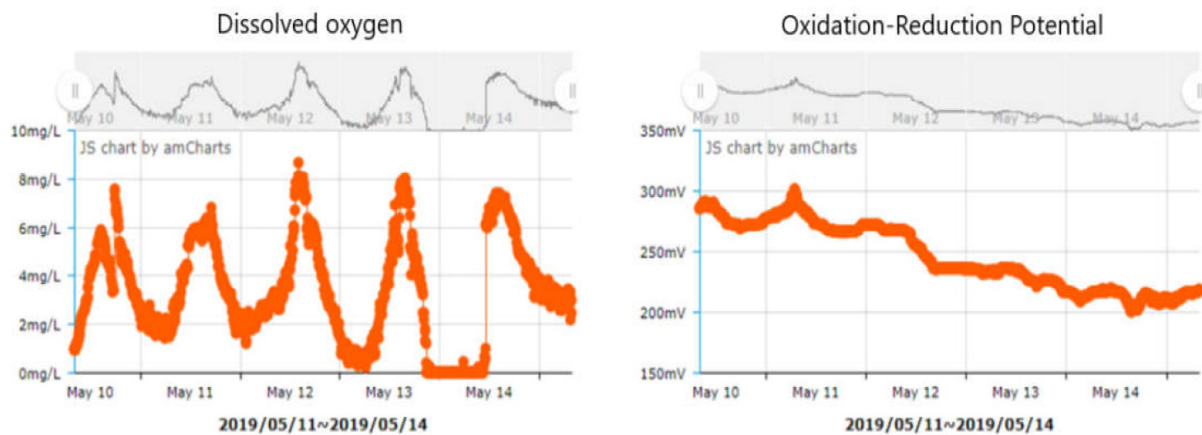 Dissolved oxygen
May 10 May 11 May 12 May 13 May 14
10mg/L
JS chart by amCharts
8mg/L
6mg/L
4mg/L
2mg/L
0mg/L
May 10 May 11 May 12 May 13 May 14
2019/05/11~2019/05/14
Oxidation-Reduction Potential
May 10 May 11 May 12 May 13 May 14
350mV
JS chart by amCharts
300mV
250mV
200mV
150mV
May 10 May 11 May 12 May 13 May 14
2019/05/11~2019/05/14